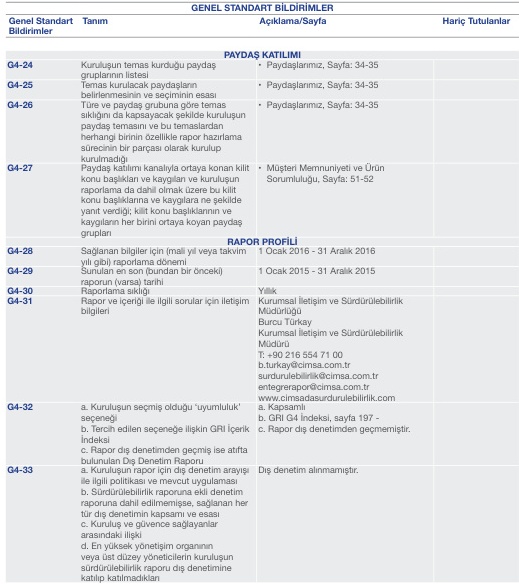 GENEL STANDART BİLDİRİMLER
Genel Standart Bildirimler Tanım Açıklama/Sayfa Hariç Tutulanlar
PAYDAŞ KATILIMI
G4-24 Kuruluşun temas kurduğu paydaş • Paydaşlarımız, Sayfa: 34-35
gruplarının listesi
G4-25 Temas kurulacak paydaşların • Paydaşlarımız, Sayfa: 34-35
belirlenmesinin ve seçiminin esası
G4-26 Türe ve paydaş grubuna göre temas • Paydaşlarımız, Sayfa: 34-35
sıklığını da kapsayacak şekilde kuruluşun
paydaş temasını ve bu temaslardan
herhangi birinin özellikle rapor hazırlama
sürecinin bir parçası olarak kurulup
kurulmadığı
G4-27 Paydaş katılımı kanalıyla ortaya konan kilit • Müşteri Memnuniyeti ve Ürün
konu başlıkları ve kaygıları ve kuruluşun Sorumluluğu, Sayfa: 51-52
raporlama da dahil olmak üzere bu kilit
konu başlıklarına ve kaygılara ne şekilde
yanıt verdiği; kilit konu başlıklarının ve
kaygıların her birini ortaya koyan paydaş
grupları
RAPOR PROFİLİ
G4-28 Sağlanan bilgiler için (mali yıl veya takvim 1 Ocak 2016 - 31 Aralık 2016
yılı gibi) raporlama dönemi
G4-29 Sunulan en son (bundan bir önceki) 1 Ocak 2015 - 31 Aralık 2015
raporun (varsa) tarihi
G4-30 Raporlama sıklığı Yıllık
G4-31 Rapor ve içeriği ile ilgili sorular için iletişim Kurumsal İletişim ve Sürdürülebilirlik
bilgileri Müdürlüğü
Burcu Türkay
Kurumsal İletişim ve Sürdürülebilirlik
Müdürü
T: +90 216 554 71 00
b.turkay@cimsa.com.tr
surdurulebilirlik@cimsa.com.tr
entegrerapor@cimsa.com.tr
www.cimsadasurdurulebilirlik.com
G4-32 a. Kuruluşun seçmiş olduğu 'uyumluluk' a. Kapsamlı
seçeneği b. GRI G4 İndeksi, sayfa 197 -
b. Tercih edilen seçeneğe ilişkin GRI İçerik c. Rapor dış denetimden geçmemiştir.
İndeksi
c. Rapor dış denetimden geçmiş ise atıfta
bulunulan Dış Denetim Raporu
G4-33 a. Kuruluşun rapor için dış denetim arayışı Dış denetim alınmamıştır.
ile ilgili politikası ve mevcut uygulaması
b. Sürdürülebilirlik raporuna ekli denetim
raporuna dahil edilmemişse, sağlanan her
tür dış denetimin kapsamı ve esası
c. Kuruluş ve güvence sağlayanlar
arasındaki ilişki
d. En yüksek yönetişim organının
veya üst düzey yöneticilerin kuruluşun
sürdürülebilirlik raporu dış denetimine
katılıp katılmadıkları